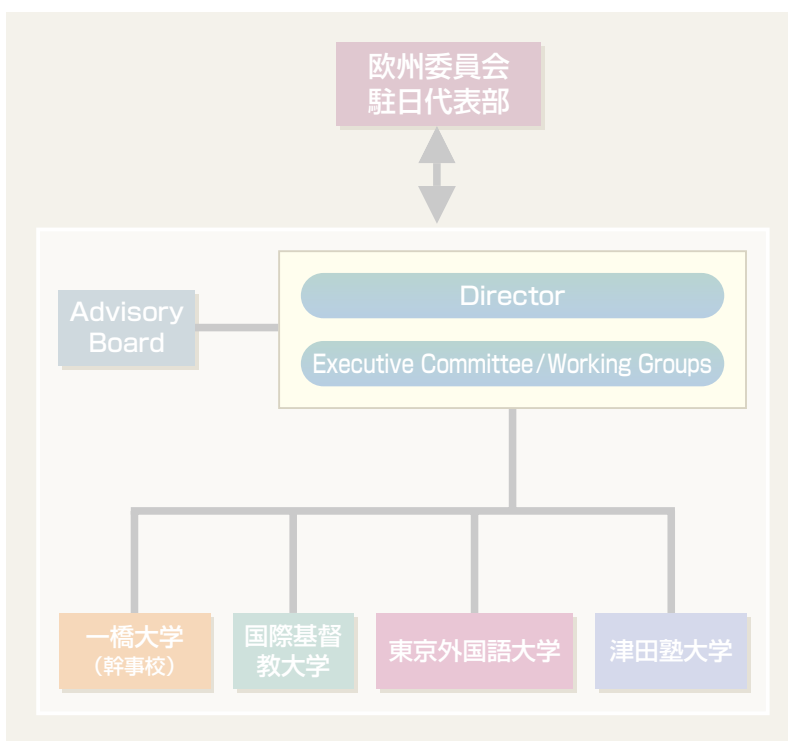 欧州委員会
駐日代表部
Director
Advisory
Board
Executive Committee/Working Groups
一橋大学
（幹事校）
国際基督
教大学
東京外国語大学
津田塾大学